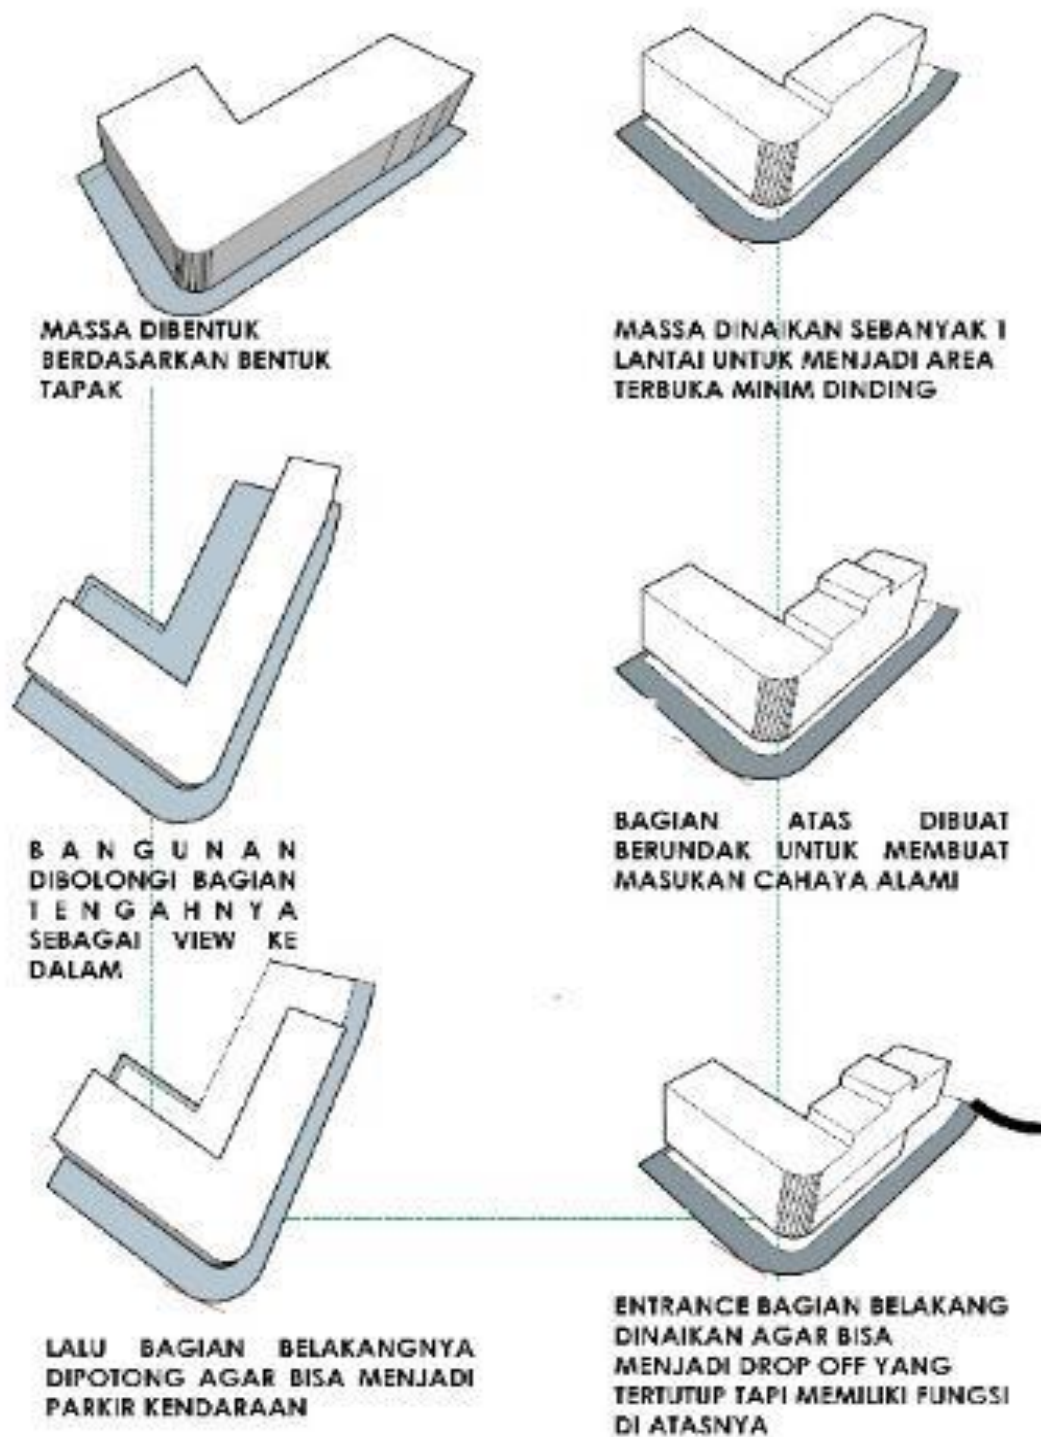 MASSA DIBENTUK
BERDASARKAN BENTUK
TAPAK
BANGUNAN
DIBOLONGI BAGIAN
TENGAHNYA
SEBAGAI VIEW KE
DALAM
LALU BAGIAN BELAKANGNYA
DIPOTONG AGAR BISA MENJADI
PARKIR KENDARAAN
MASSA DINAIKAN SEBANYAK 1
LANTAI UNTUK MENJADI AREA
TERBUKA MINIM DINDING
BAGIAN ATAS DIBUAT
BERUNDAK UNTUK MEMBUAT
MASUKAN CAHAYA ALAMI
ENTRANCE BAGIAN BELAKANG
DINAIKAN AGAR BISA
MENJADI DROP OFF YANG
TERTUTUP TAPI MEMILIKI FUNGSI
DI ATASNYA